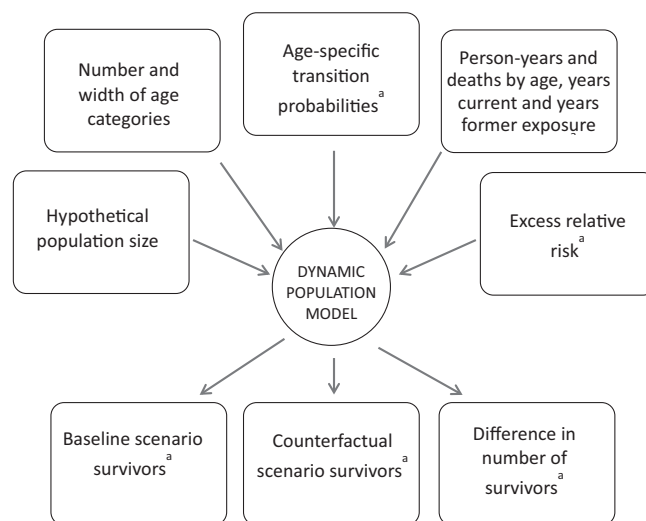 Number and
width of age
categories
Age-specific
transition
probabilities a
Person-years and
deaths by age, years
current and years
former exposure
Hypothetical
population size
Excess relative
risk a
DYNAMIC
POPULATION
MODEL
Baseline scenario
survivors a
Counterfactual
scenario survivors a
Difference in
number of
survivors a